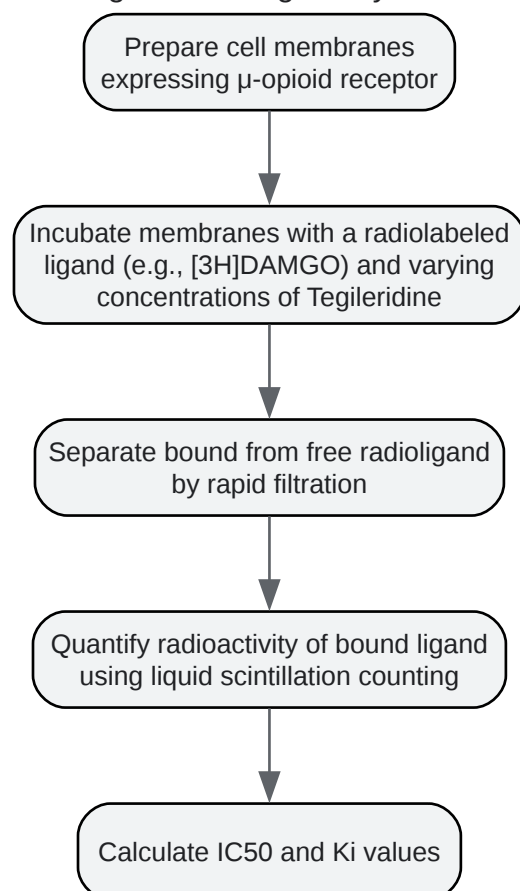 Prepare cell membranes
expressing μ-opioid receptor
Incubate membranes with a radiolabeled
ligand (e.g., [3H]DAMGO) and varying
concentrations of Tegileridine
Separate bound from free radioligand
by rapid filtration
Quantify radioactivity of bound ligand
using liquid scintillation counting
Calculate IC50 and Ki values